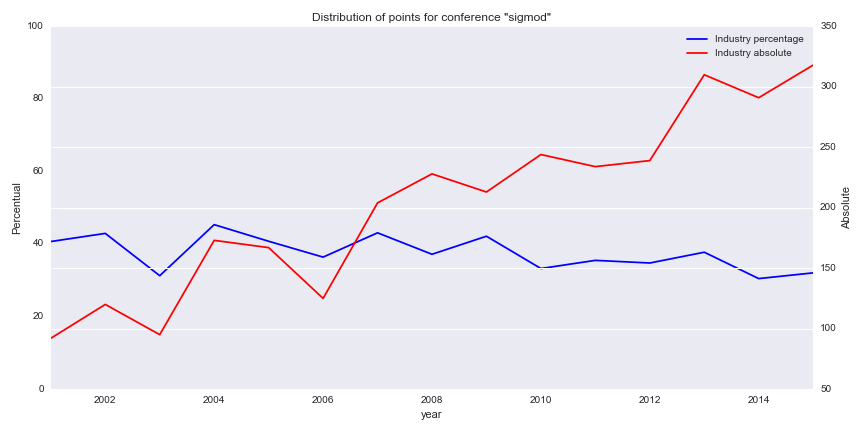 Distribution of points for conference "sigmod"
Industry percentage
Industry absolute
100
80
60
40
20
0
Percentual
350
300
250
200
150
100
50
Absolute
2002 2004 2006 2008 2010 2012 2014
year